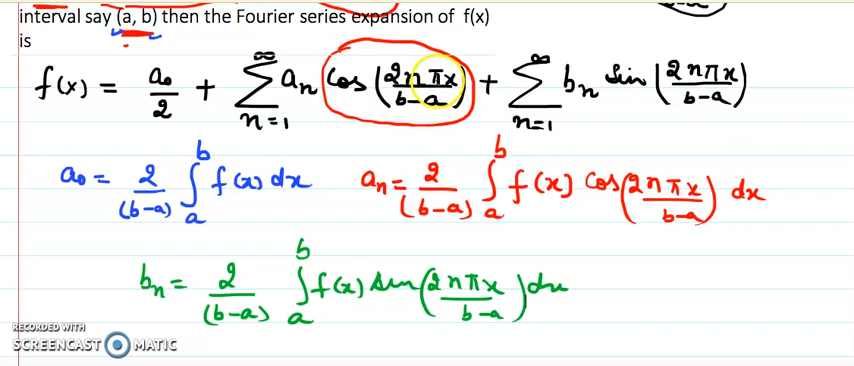 interval say (a, b) then the Fourier series expansion of f(x)
is
f(x) = a₀/2 + ∑_{n=1}^{∞} aₙ cos(2nπx/b-a) + ∑_{n=1}^{∞} bₙ sin(2nπx/b-a)
a₀ = 2/(b-a) ∫_a^b f(x) dx    aₙ = 2/(b-a) ∫_a^b f(x) cos(2nπx/b-a) dx
bₙ = 2/(b-a) ∫_a^b f(x) sin(2nπx/b-a) dx
RECORDED WITH
SCREENCAST O MATIC